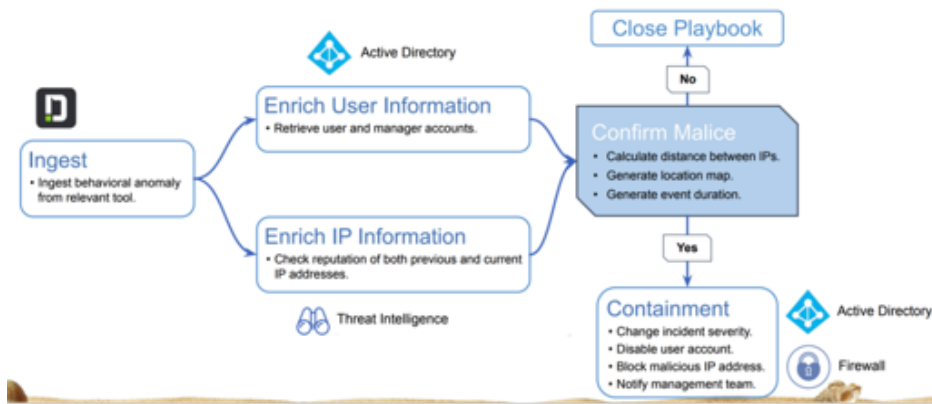 Active Directory
Close Playbook
No
Enrich User Information
• Retrieve user and manager accounts.
Ingest
• Ingest behavioral anomaly
from relevant tool.
Confirm Malice
• Calculate distance between IPs.
• Generate location map.
• Generate event duration.
Enrich IP Information
• Check reputation of both previous and current
IP addresses.
Threat Intelligence
Yes
Containment
• Change incident severity.
• Disable user account.
• Block malicious IP address.
• Notify management team.
Active Directory
Firewall